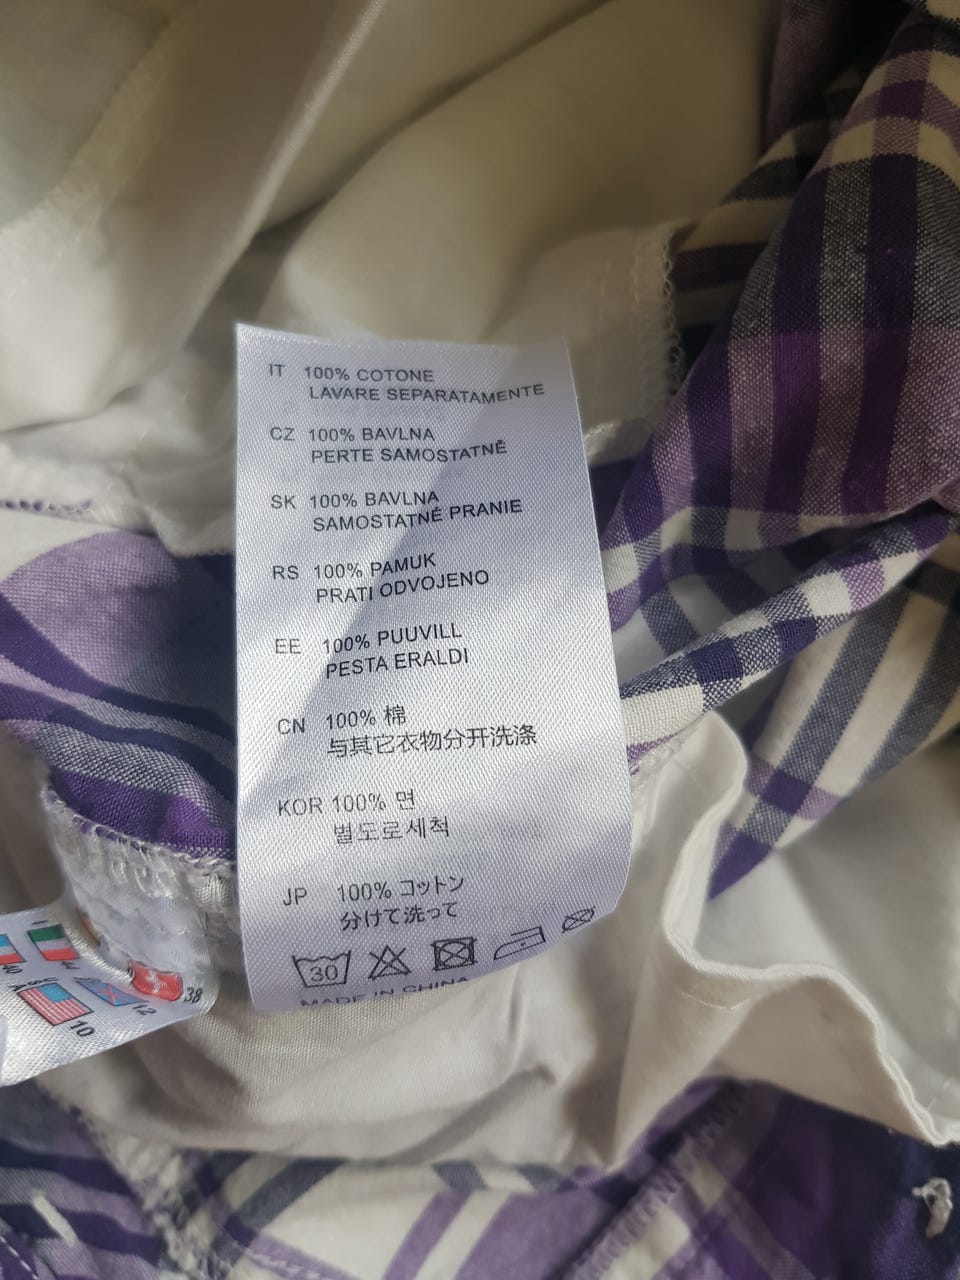 IT 100% COTONE
LAVARE SEPARATAMENTE
CZ 100% BAVLNA
PERTE SAMOSTATNĚ
SK 100% BAVLNA
SAMOSTATNÉ PRANIE
RS 100% PAMUK
PRATI ODVOJENO
EE 100% PUUVILL
PESTA ERALDI
CN 100% 棉
与其它衣物分开洗涤
KOR 100% 면
별도로세척
JP 100% コットン
分けて洗って
30
MADE IN CHINA
40
44
38
10
12